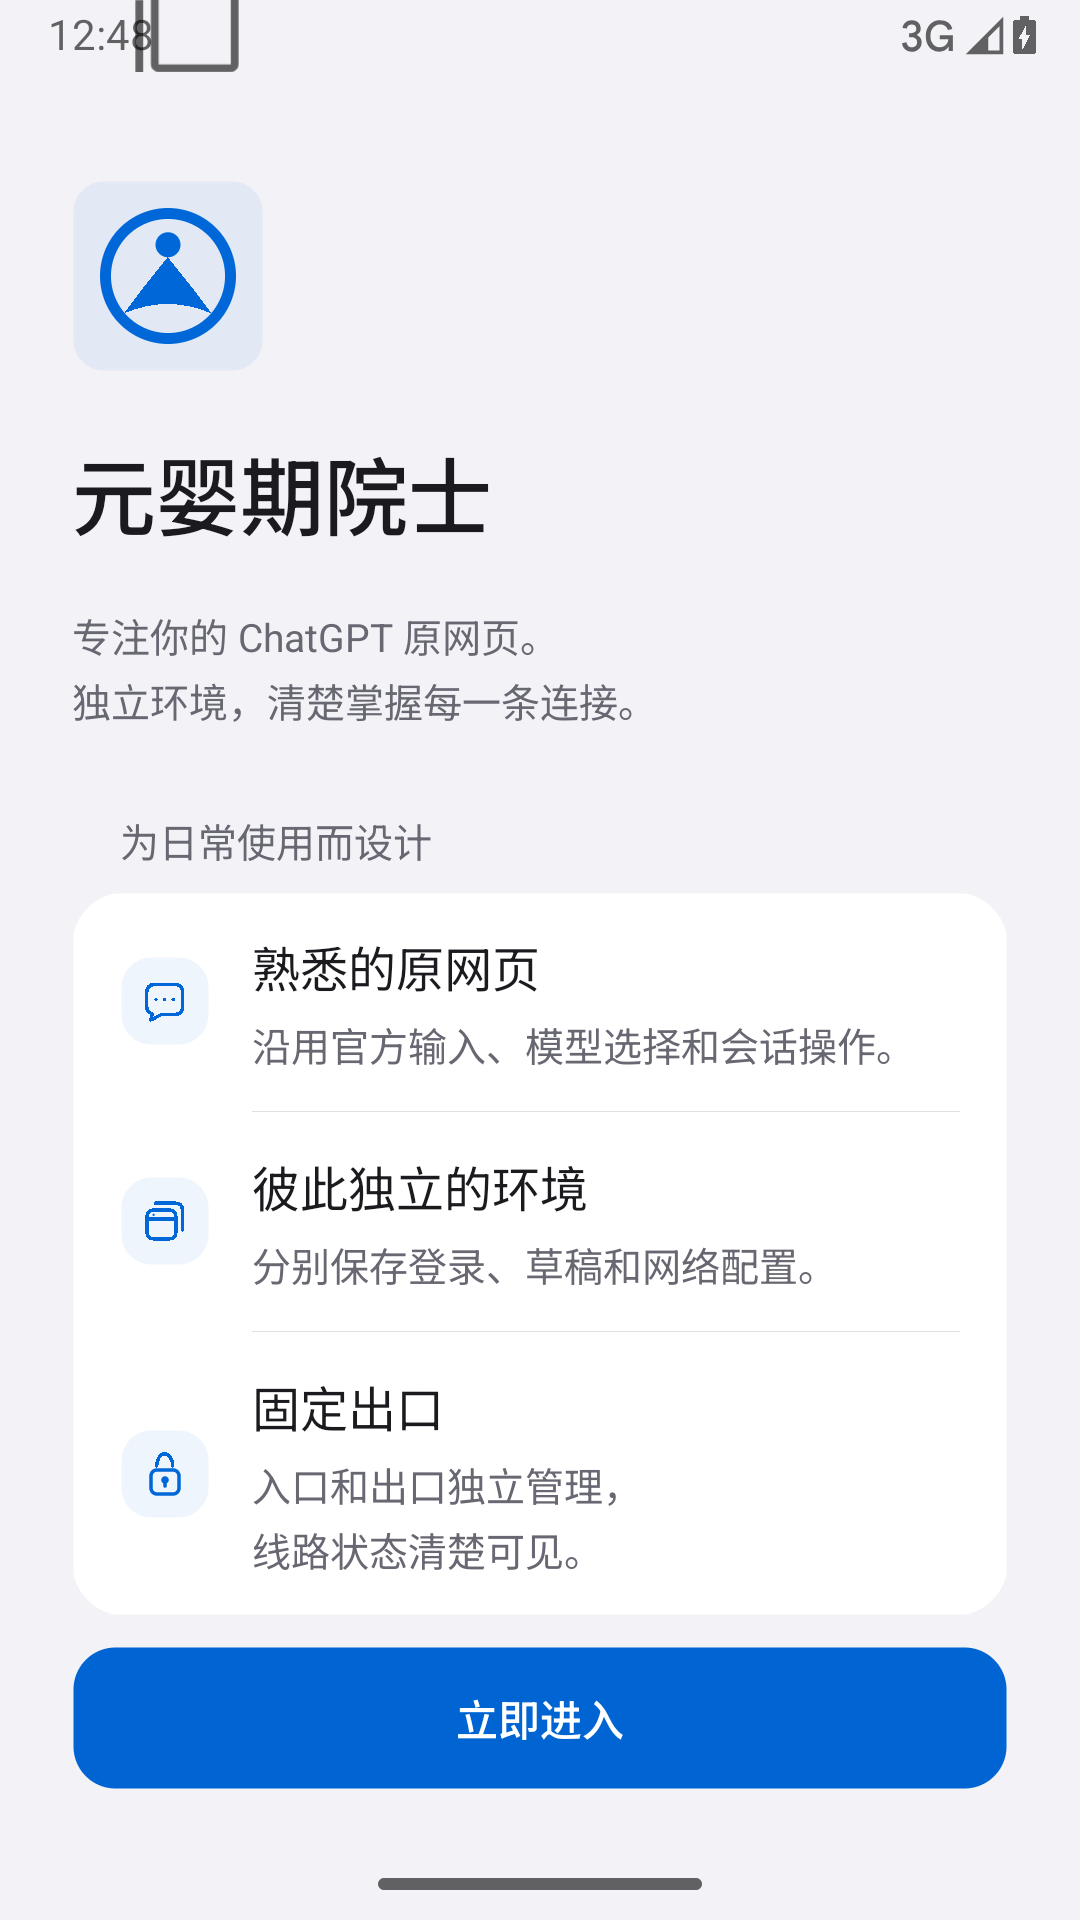 12:48
3G
元婴期院士
专注你的 ChatGPT 原网页。
独立环境，清楚掌握每一条连接。
为日常使用而设计
熟悉的原网页
沿用官方输入、模型选择和会话操作。
彼此独立的环境
分别保存登录、草稿和网络配置。
固定出口
入口和出口独立管理，
线路状态清楚可见。
立即进入